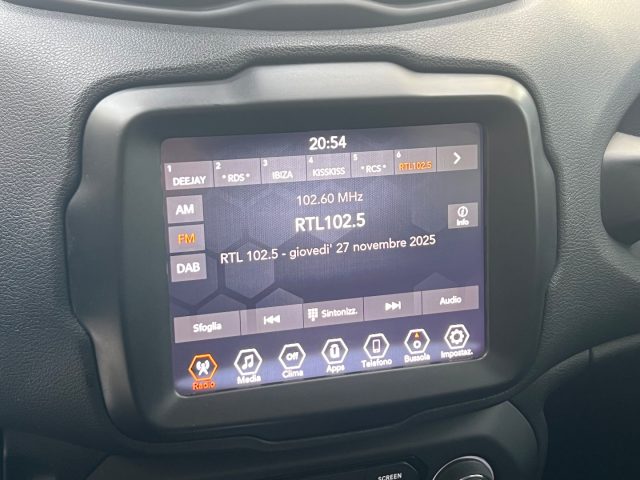 20:54
1 DEEJAY 2 * RDS * 3 IBIZA 4 KISSKISS 5 * RCS * 6 RTL102.5
AM
102.60 MHz
RTL102.5
i Info
FM
RTL 102.5 - giovedi' 27 novembre 2025
DAB
Sfoglia Sintonizz. Audio
Radio Media Off Clima Apps Telefono Bussola Impostaz.
SCREEN